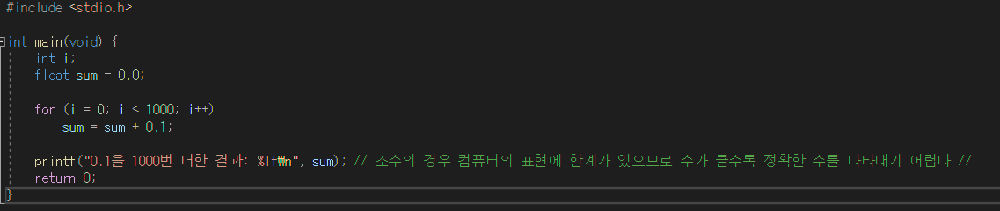 #include <stdio.h>
int main(void) {
int i;
float sum = 0.0;
for (i = 0; i < 1000; i++)
sum = sum + 0.1;
printf("0.1을 1000번 더한 결과: %lf₩n", sum); // 소수의 경우 컴퓨터의 표현에 한계가 있으므로 수가 클수록 정확한 수를 나타내기 어렵다 //
return 0;
}